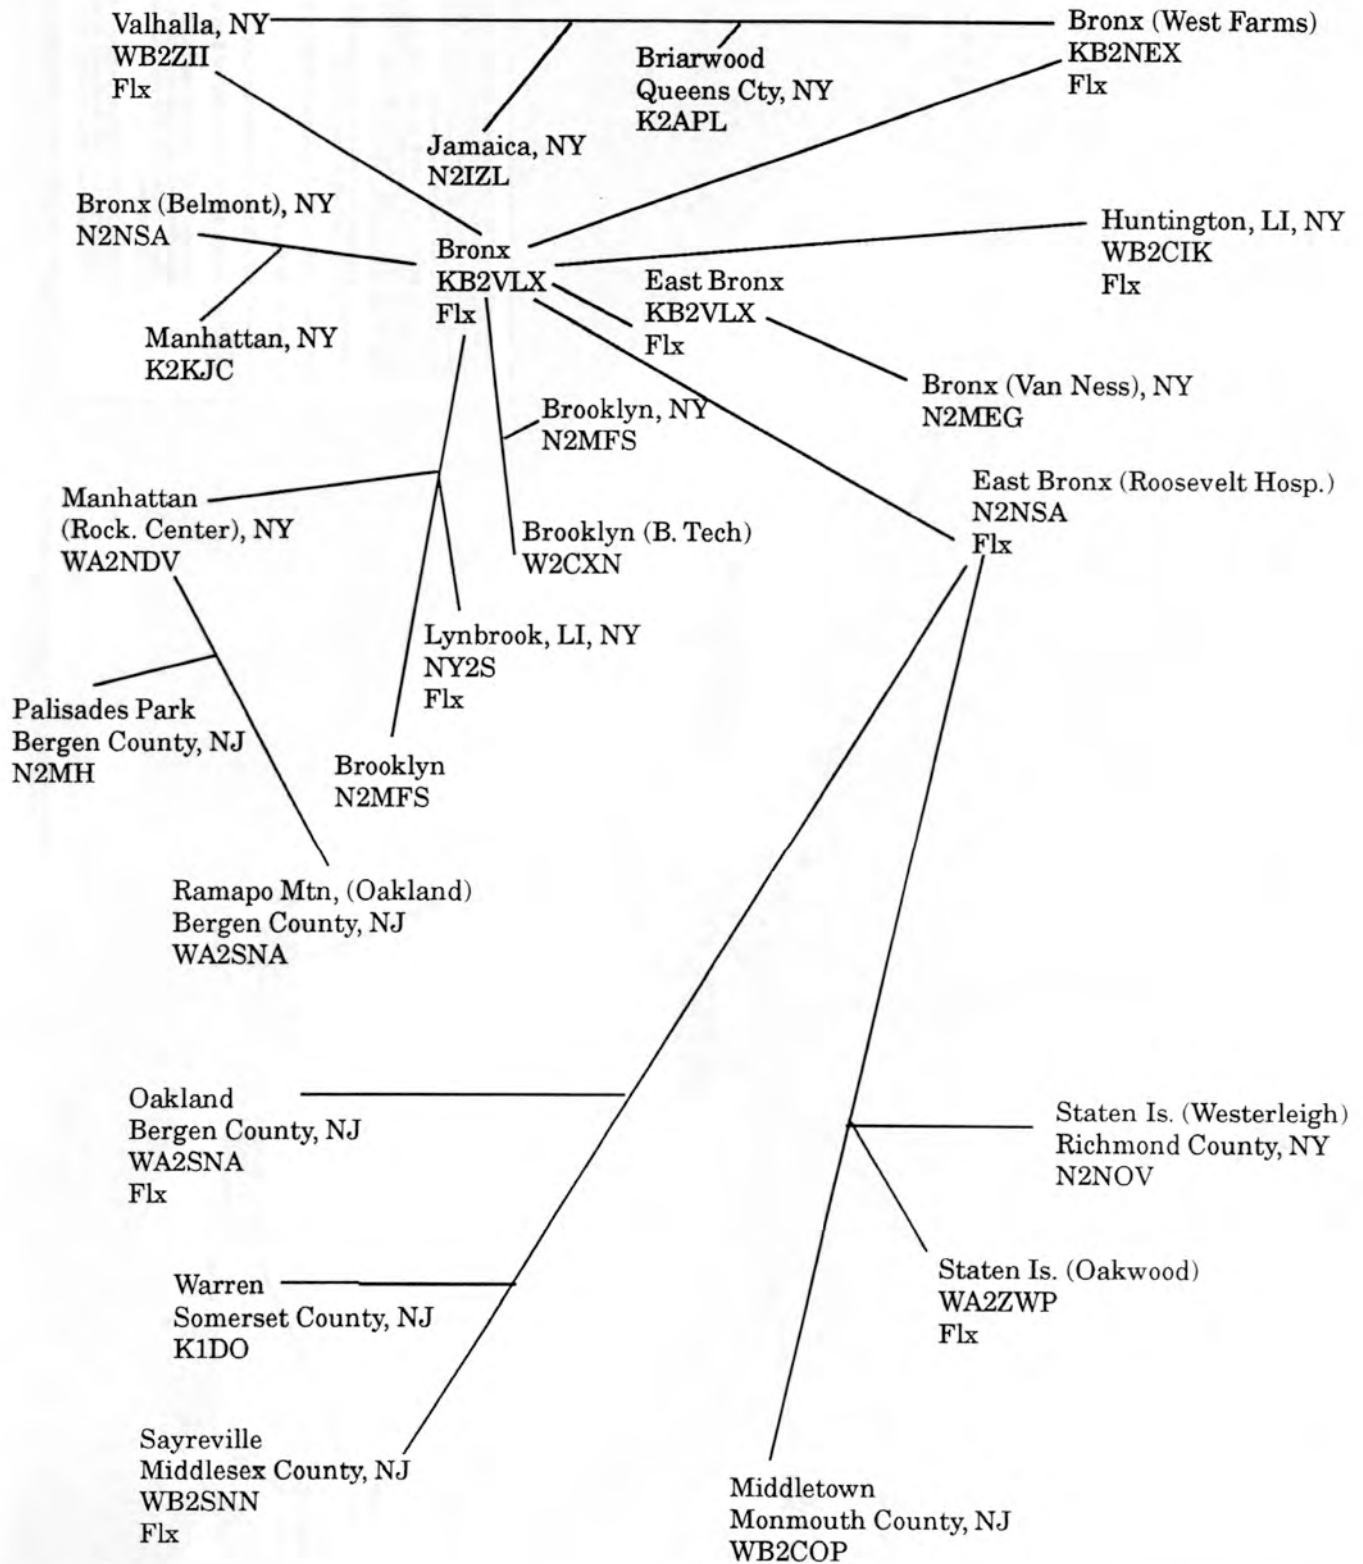 Valhalla, NY
WB2ZII
Flx
Bronx (West Farms)
KB2NEX
Flx
Briarwood
Queens Cty, NY
K2APL
Jamaica, NY
N2IZL
Bronx (Belmont), NY
N2NSA
Bronx
KB2VLX
Flx
Huntington, LI, NY
WB2CIK
Flx
East Bronx
KB2VLX
Flx
Manhattan, NY
K2KJC
Bronx (Van Ness), NY
N2MEG
Brooklyn, NY
N2MFS
Manhattan
(Rock. Center), NY
WA2NDV
East Bronx (Roosevelt Hosp.)
N2NSA
Flx
Brooklyn (B. Tech)
W2CXN
Lynbrook, LI, NY
NY2S
Flx
Palisades Park
Bergen County, NJ
N2MH
Brooklyn
N2MFS
Ramapo Mtn, (Oakland)
Bergen County, NJ
WA2SNA
Oakland
Bergen County, NJ
WA2SNA
Flx
Staten Is. (Westerleigh)
Richmond County, NY
N2NOV
Warren
Somerset County, NJ
K1DO
Staten Is. (Oakwood)
WA2ZWP
Flx
Sayreville
Middlesex County, NJ
WB2SNN
Flx
Middletown
Monmouth County, NJ
WB2COP